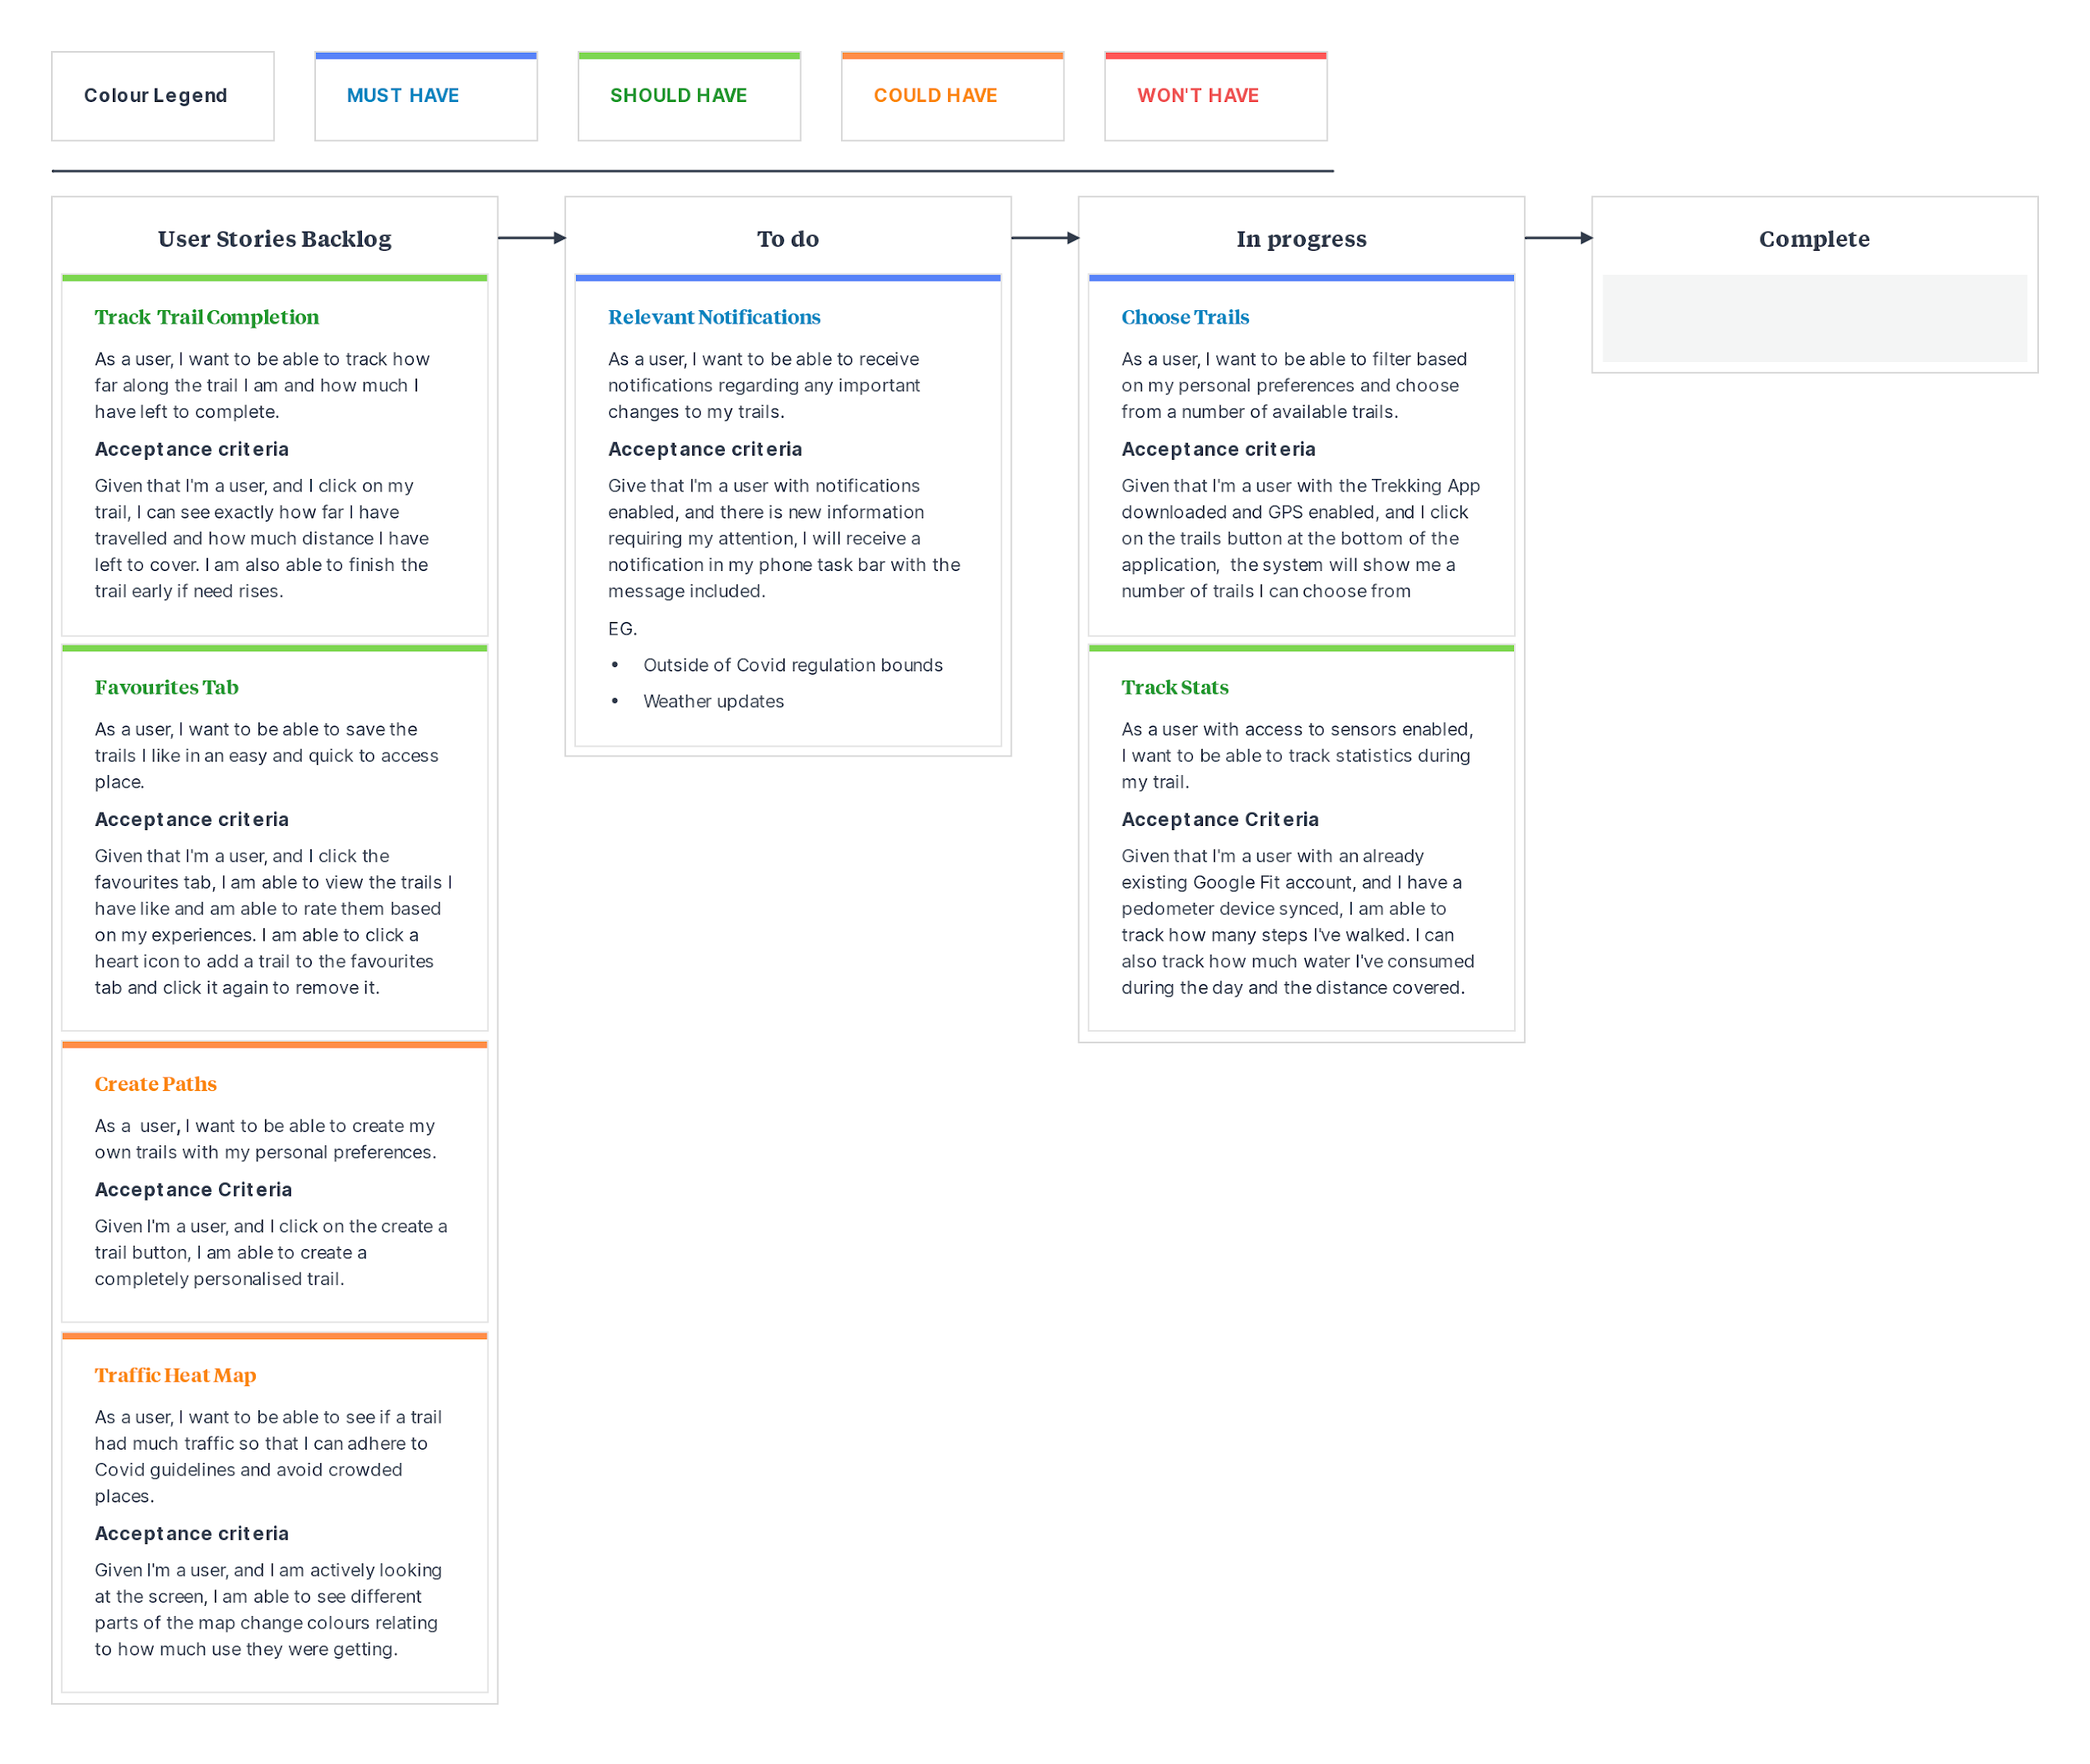 Colour Legend
MUST HAVE
SHOULD HAVE
COULD HAVE
WON'T HAVE
User Stories Backlog
Track Trail Completion
As a user, I want to be able to track how
far along the trail I am and how much I
have left to complete.
Acceptance criteria
Given that I'm a user, and I click on my
trail, I can see exactly how far I have
travelled and how much distance I have
left to cover. I am also able to finish the
trail early if need rises.
Favourites Tab
As a user, I want to be able to save the
trails I like in an easy and quick to access
place.
Acceptance criteria
Given that I'm a user, and I click the
favourites tab, I am able to view the trails I
have like and am able to rate them based
on my experiences. I am able to click a
heart icon to add a trail to the favourites
tab and click it again to remove it.
Create Paths
As a  user, I want to be able to create my
own trails with my personal preferences.
Acceptance Criteria
Given I'm a user, and I click on the create a
trail button, I am able to create a
completely personalised trail.
Traffic Heat Map
As a user, I want to be able to see if a trail
had much traffic so that I can adhere to
Covid guidelines and avoid crowded
places.
Acceptance criteria
Given I'm a user, and I am actively looking
at the screen, I am able to see different
parts of the map change colours relating
to how much use they were getting.
To do
Relevant Notifications
As a user, I want to be able to receive
notifications regarding any important
changes to my trails.
Acceptance criteria
Give that I'm a user with notifications
enabled, and there is new information
requiring my attention, I will receive a
notification in my phone task bar with the
message included.
EG.
• Outside of Covid regulation bounds
• Weather updates
In progress
Choose Trails
As a user, I want to be able to filter based
on my personal preferences and choose
from a number of available trails.
Acceptance criteria
Given that I'm a user with the Trekking App
downloaded and GPS enabled, and I click
on the trails button at the bottom of the
application,  the system will show me a
number of trails I can choose from
Track Stats
As a user with access to sensors enabled,
I want to be able to track statistics during
my trail.
Acceptance Criteria
Given that I'm a user with an already
existing Google Fit account, and I have a
pedometer device synced, I am able to
track how many steps I've walked. I can
also track how much water I've consumed
during the day and the distance covered.
Complete